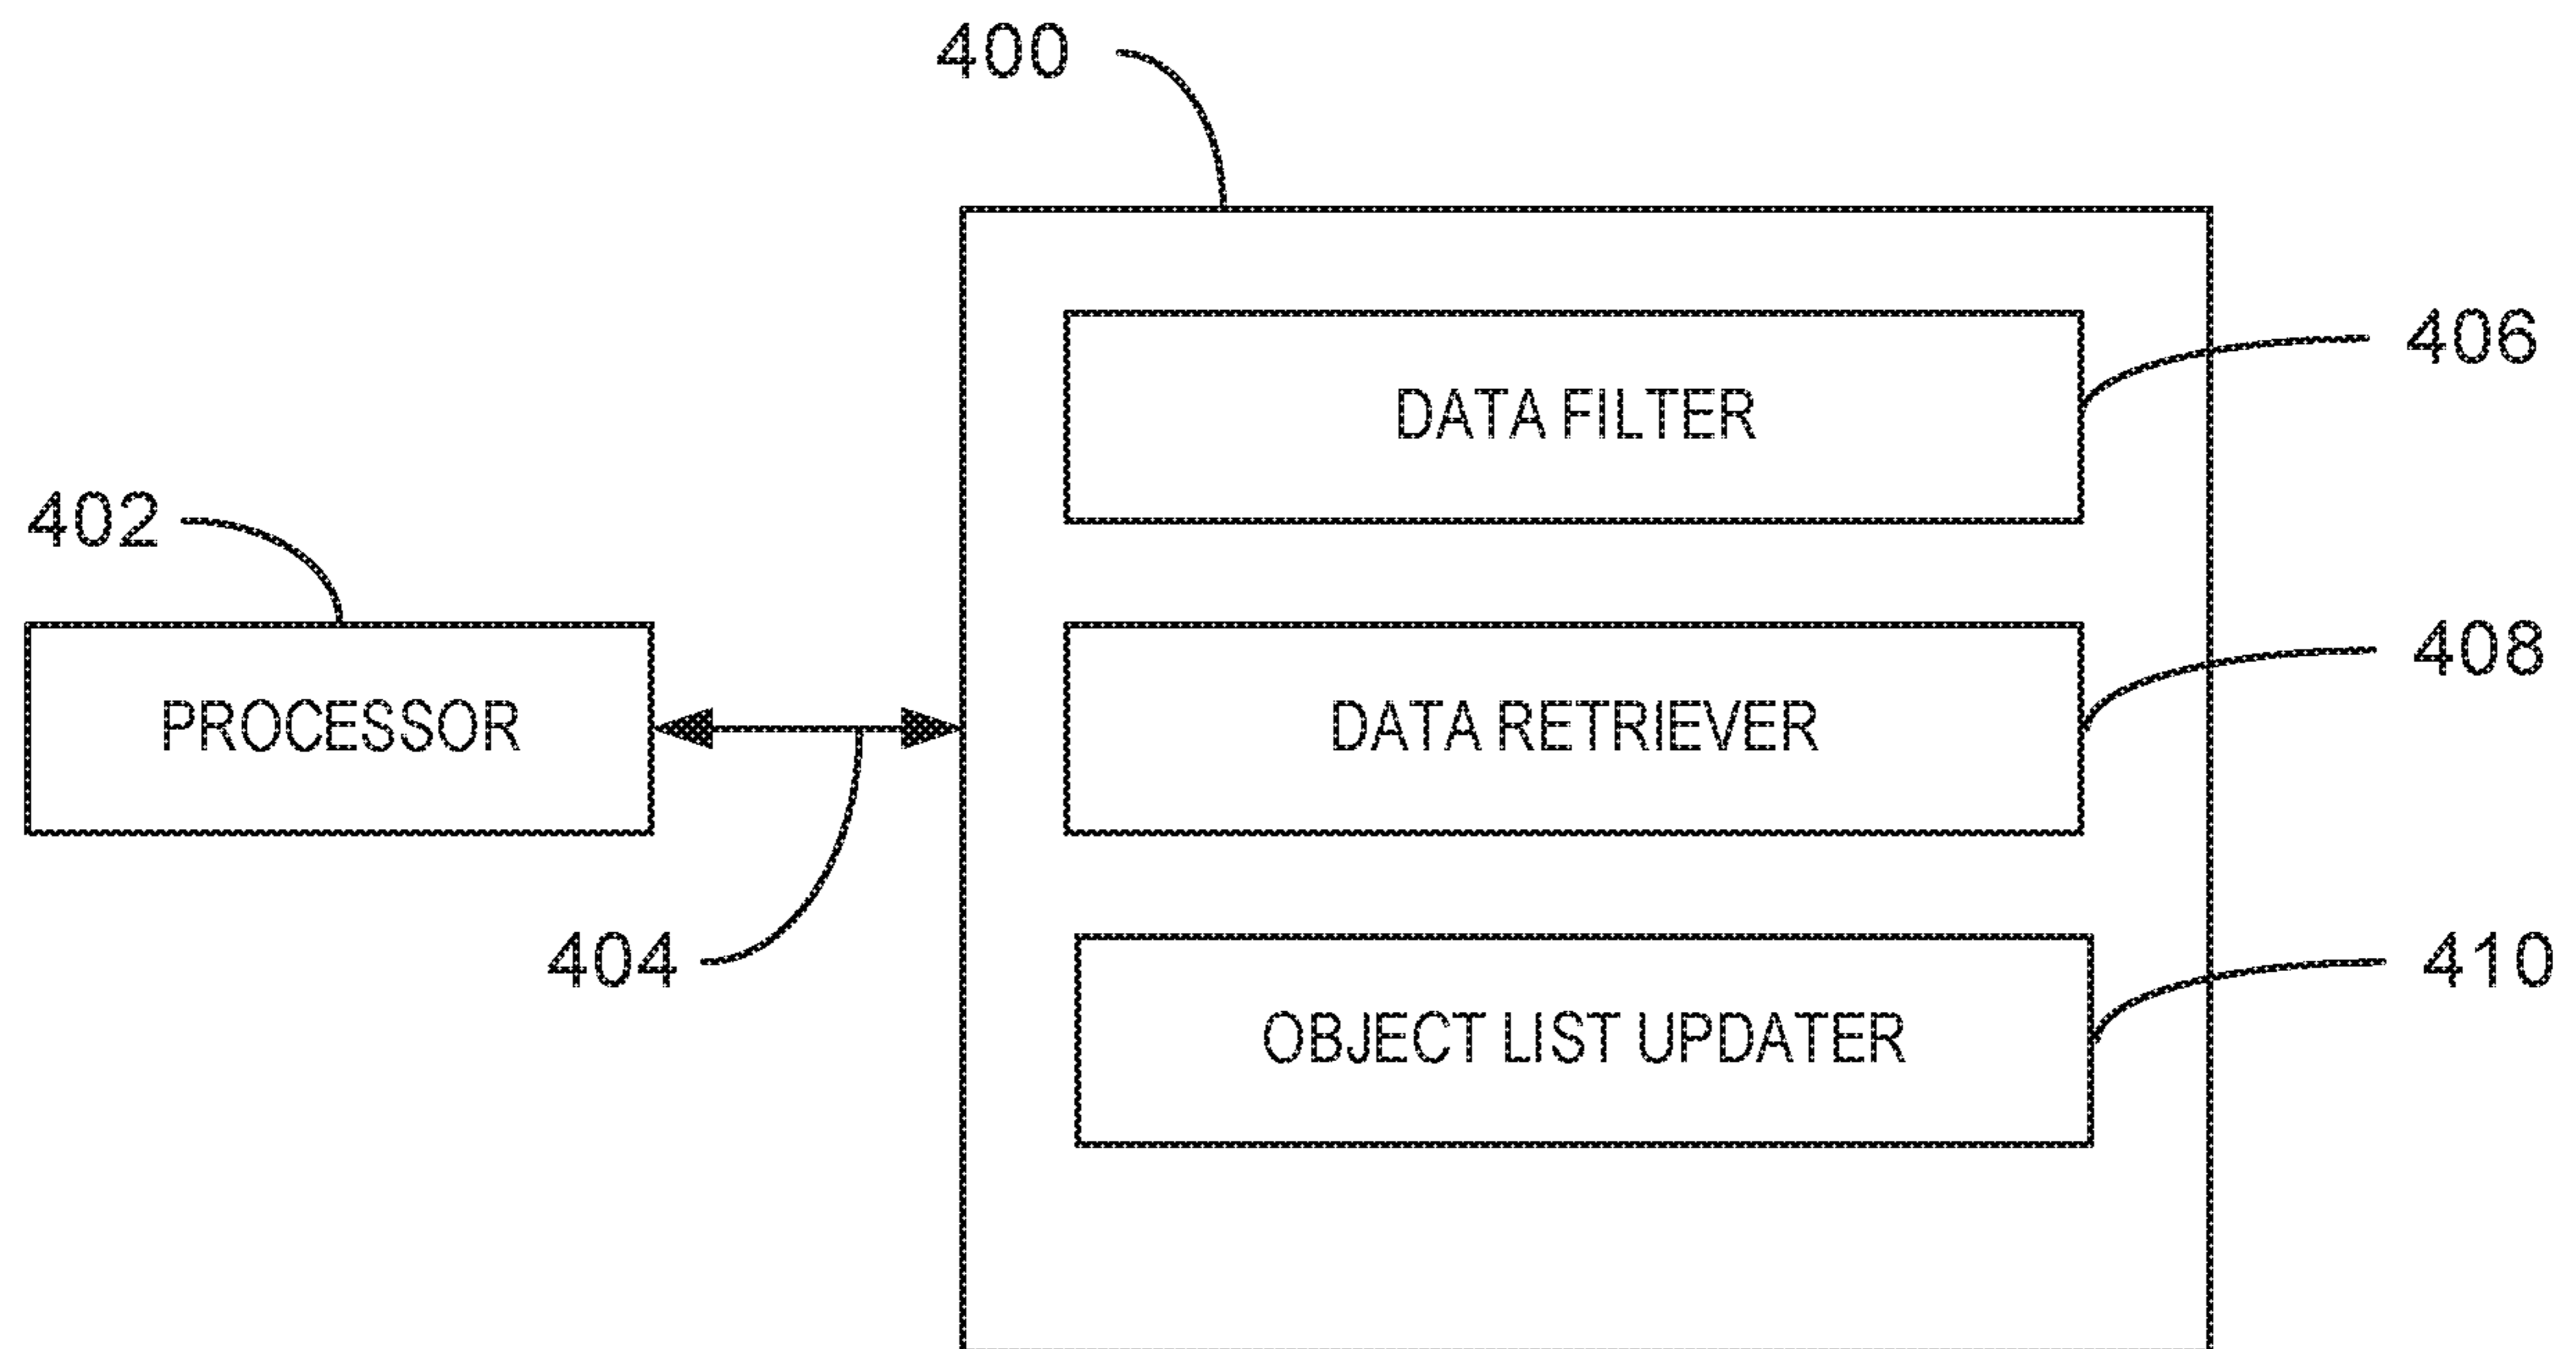 400
DATA FILTER
406
402
PROCESSOR
DATA RETRIEVER
408
404
OBJECT LIST UPDATER
410